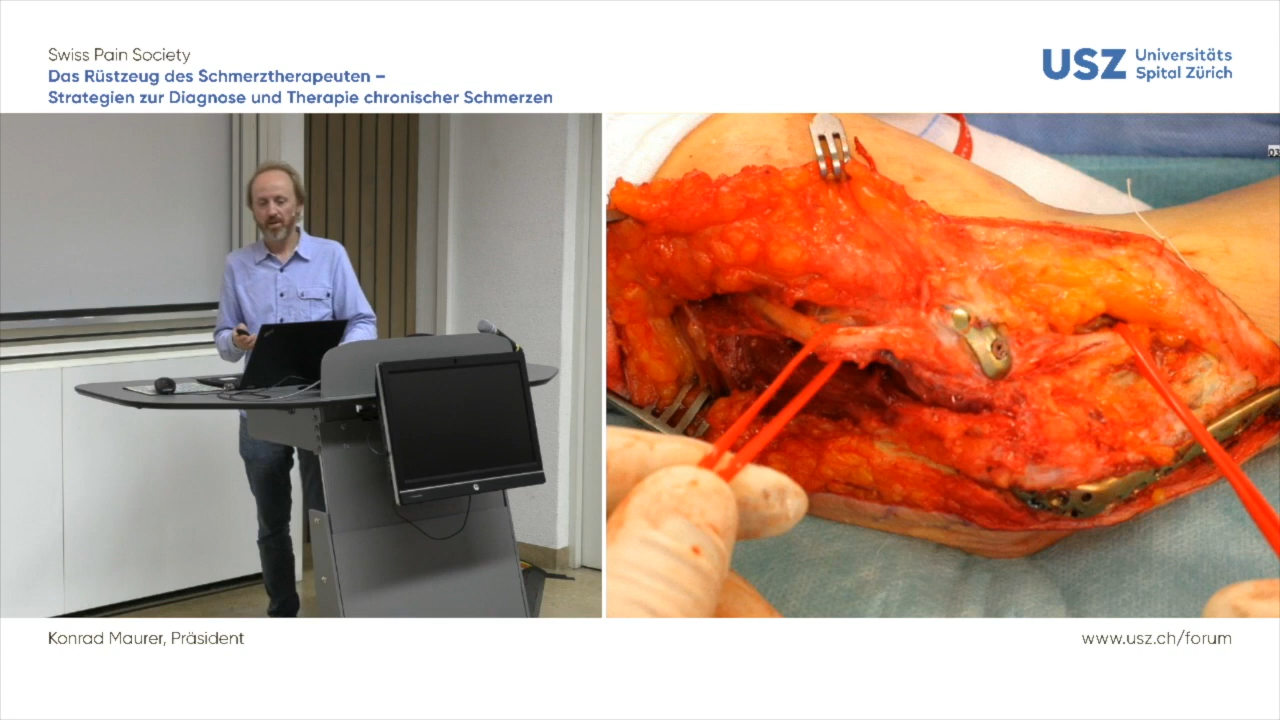 Swiss Pain Society
Das Rüstzeug des Schmerztherapeuten –
Strategien zur Diagnose und Therapie chronischer Schmerzen
USZ Universitäts
Spital Zürich
03
Konrad Maurer, Präsident
www.usz.ch/forum